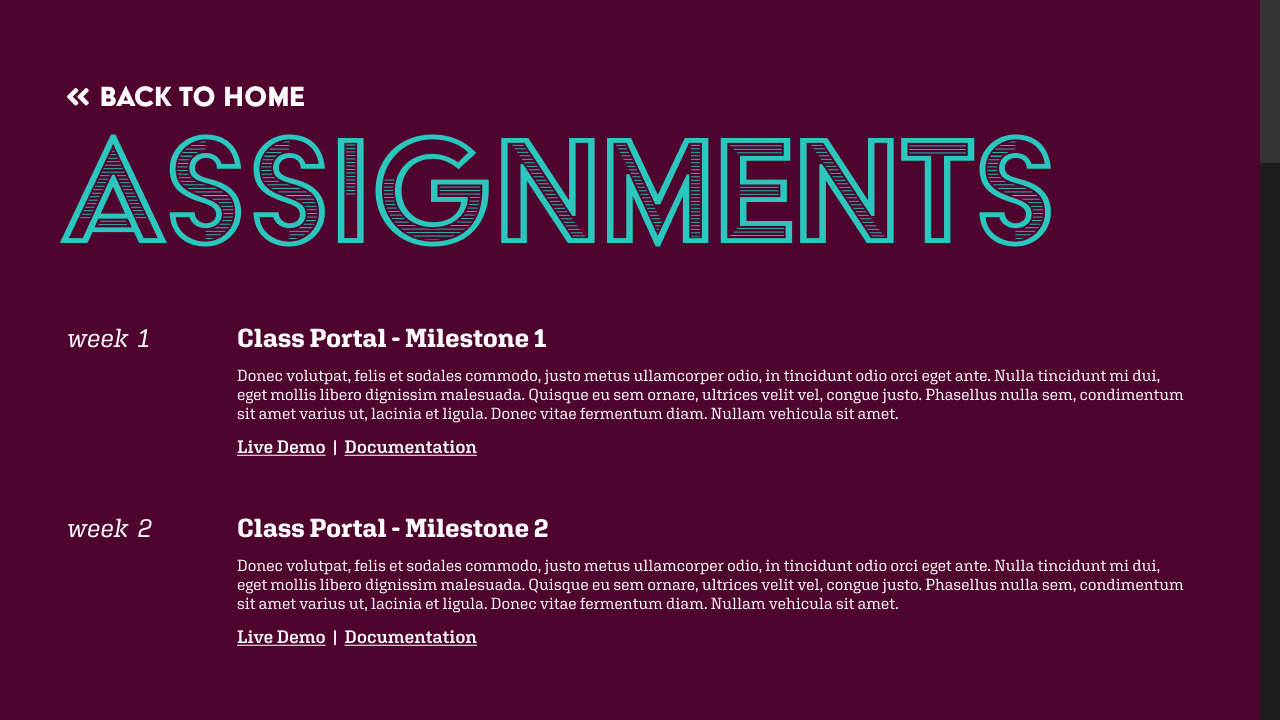 « BACK TO HOME
ASSIGNMENTS
week 1
Class Portal - Milestone 1
Donec volutpat, felis et sodales commodo, justo metus ullamcorper odio, in tincidunt odio orci eget ante. Nulla tincidunt mi dui,
eget mollis libero dignissim malesuada. Quisque eu sem ornare, ultrices velit vel, congue justo. Phasellus nulla sem, condimentum
sit amet varius ut, lacinia et ligula. Donec vitae fermentum diam. Nullam vehicula sit amet.
Live Demo | Documentation
week 2
Class Portal - Milestone 2
Donec volutpat, felis et sodales commodo, justo metus ullamcorper odio, in tincidunt odio orci eget ante. Nulla tincidunt mi dui,
eget mollis libero dignissim malesuada. Quisque eu sem ornare, ultrices velit vel, congue justo. Phasellus nulla sem, condimentum
sit amet varius ut, lacinia et ligula. Donec vitae fermentum diam. Nullam vehicula sit amet.
Live Demo | Documentation